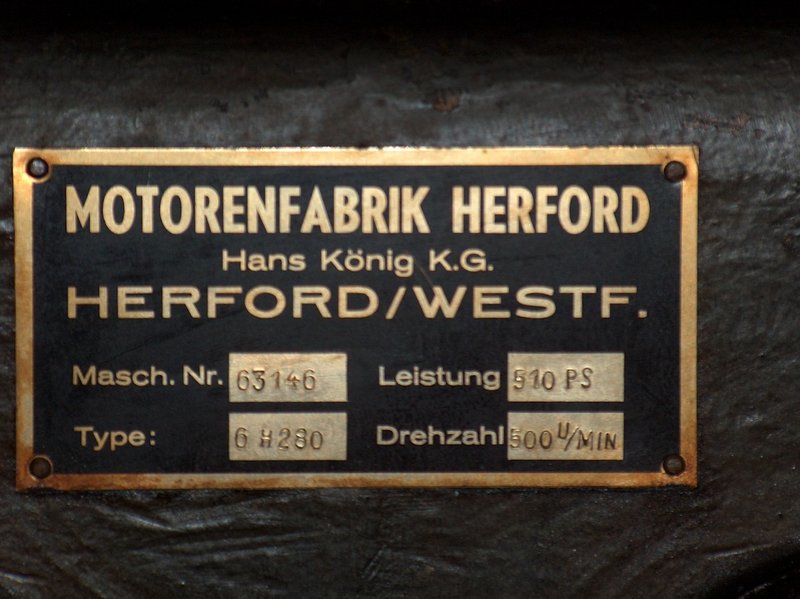 MOTORENFABRIK HERFORD
Hans König K.G.
HERFORD/WESTF.
Masch. Nr. 63146 Leistung 510 PS
Type: 6 H280 Drehzahl 500 U/MIN